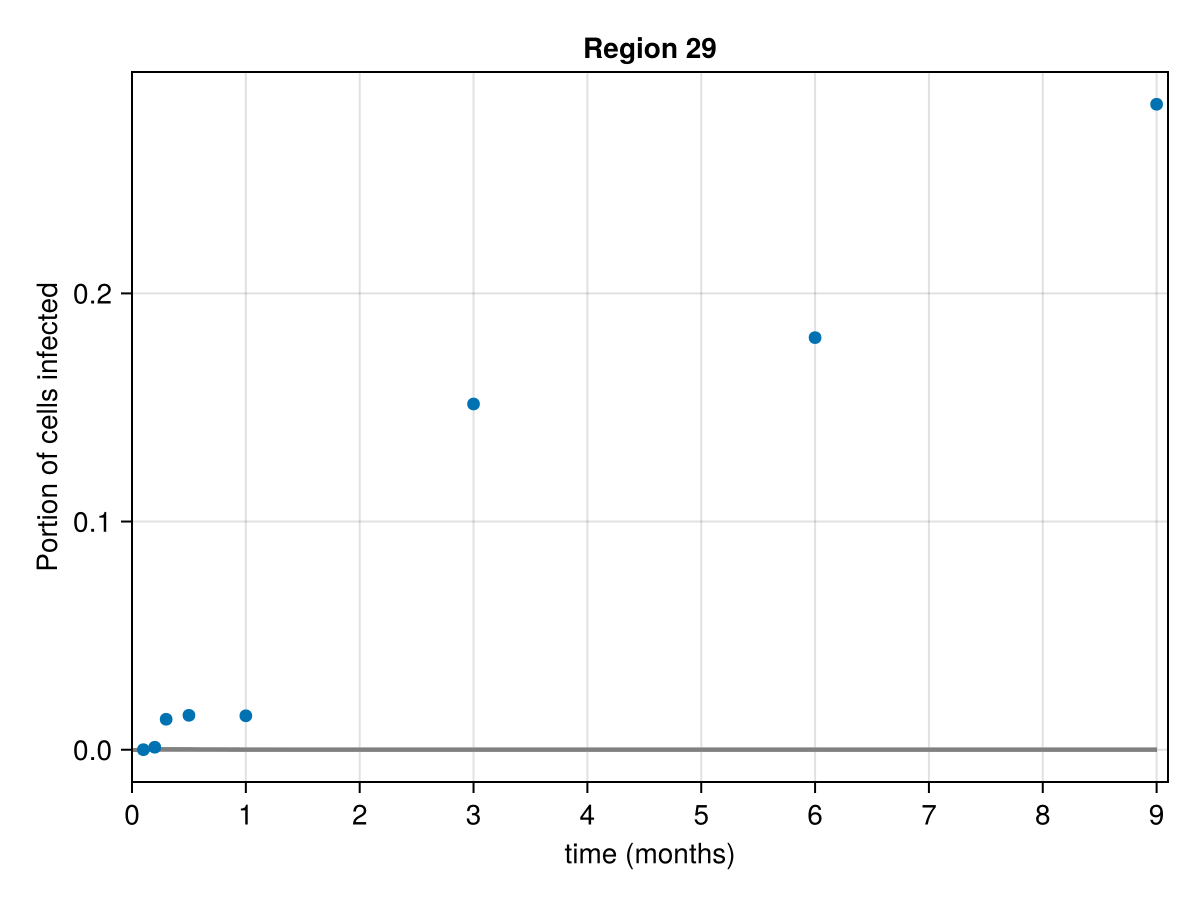 Region 29
Portion of cells infected
0.2
0.1
0.0
0 1 2 3 4 5 6 7 8 9
time (months)